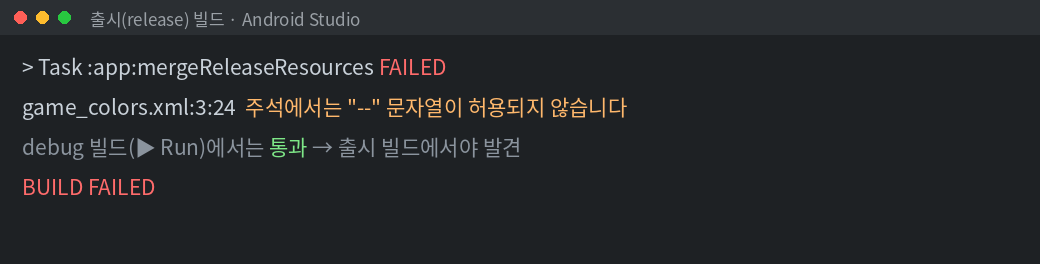 출시(release) 빌드 · Android Studio
> Task :app:mergeReleaseResources FAILED
game_colors.xml:3:24 주석에서는 "--" 문자열이 허용되지 않습니다
debug 빌드(▶ Run)에서는 통과 → 출시 빌드에서야 발견
BUILD FAILED